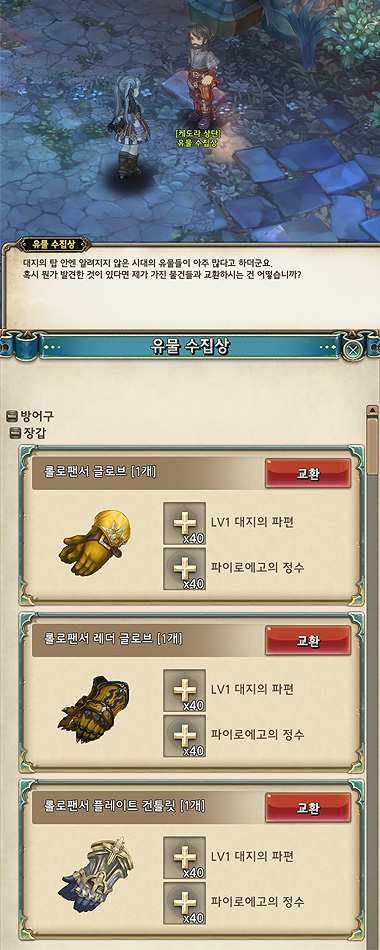 [케도라 상단]
유물 수집상
유물 수집상
대지의 탑 안엔 알려지지 않은 시대의 유물들이 아주 많다고 하더군요.
혹시 뭔가 발견한 것이 있다면 제가 가진 물건들과 교환하시는 건 어떻습니까?
유물 수집상
방어구
장갑
롤로팬서 글로브 [1개]
교환
LV1 대지의 파편
x40
파이로에고의 정수
x40
롤로팬서 레더 글로브 [1개]
교환
LV1 대지의 파편
x40
파이로에고의 정수
x40
롤로팬서 플레이트 건틀릿 [1개]
교환
LV1 대지의 파편
x40
파이로에고의 정수
x40